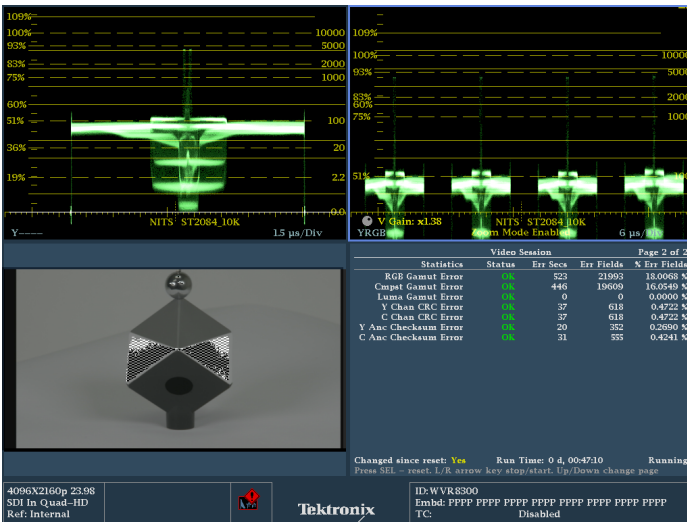 109%
100%
93%
83%
75%
60%
51%
36%
19%
10000
5000
2000
1000
100
20
2.2
0.0
NITS ST2084_10K
Y----
1.5 µs/Div
109%
100%
93%
83%
60%
75%
51%
10000
5000
2000
1000
100
V Gain: x1.38
NITS ST2084_10K
YRGB
Zoom Mode Enabled
6 µs/
Video Session Page 2 of 2
Statistics Status Err Secs Err Fields % Err Fields
RGB Gamut Error OK 523 21993 18.0068 %
Cmpst Gamut Error OK 446 19609 16.0549 %
Luma Gamut Error OK 0 0 0.0000 %
Y Chan CRC Error OK 37 618 0.4722 %
C Chan CRC Error OK 37 618 0.4722 %
Y Anc Checksum Error OK 20 352 0.2690 %
C Anc Checksum Error OK 31 555 0.4241 %
Changed since reset: Yes Run Time: 0 d, 00:47:10 Running
Press SEL - reset. L/R arrow key stop/start. Up/Down change page
4096X2160p 23.98
SDI In Quad-HD
Ref: Internal
Tektronix
ID:WVR8300
Embd: PPPP PPPP PPPP PPPP PPPP PPPP PPPP PPPP
TC: Disabled